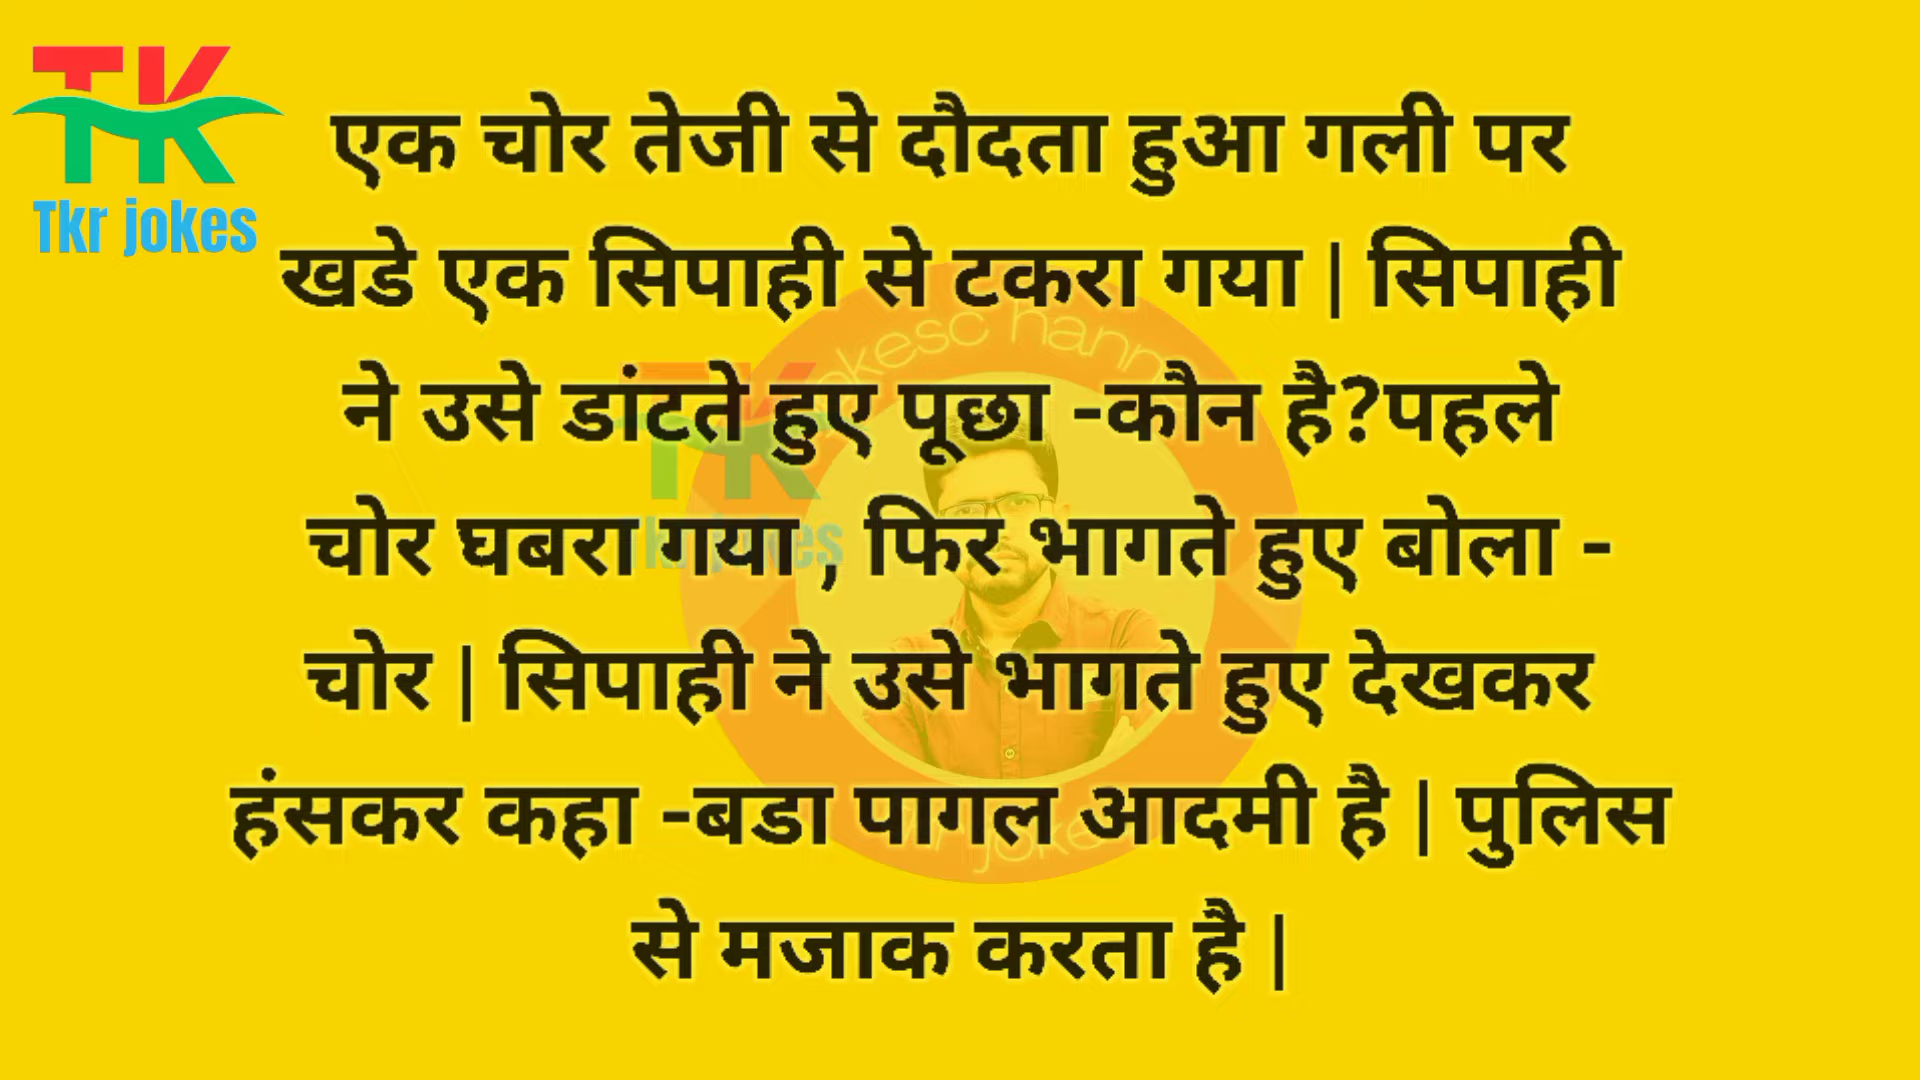 TK
Tkr jokes
एक चोर तेजी से दौदता हुआ गली पर
खडे एक सिपाही से टकरा गया | सिपाही
ने उसे डांटते हुए पूछा -कौन है?पहले
चोर घबरा गया , फिर भागते हुए बोला -
चोर | सिपाही ने उसे भागते हुए देखकर
हंसकर कहा -बडा पागल आदमी है | पुलिस
से मजाक करता है |